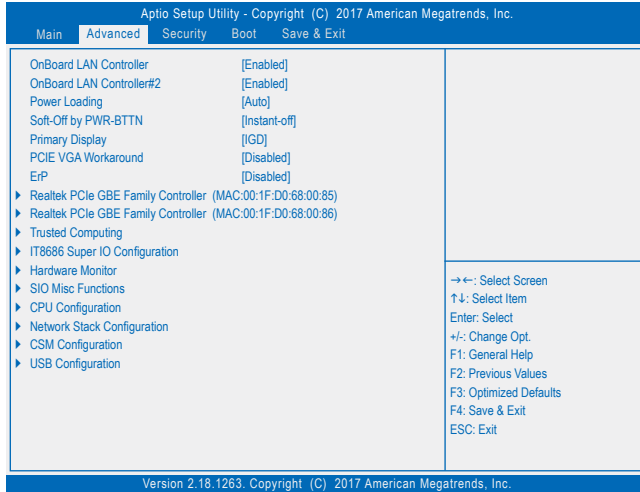 Aptio Setup Utility - Copyright (C) 2017 American Megatrends, Inc.
Main Advanced Security Boot Save & Exit
OnBoard LAN Controller [Enabled]
OnBoard LAN Controller#2 [Enabled]
Power Loading [Auto]
Soft-Off by PWR-BTTN [Instant-off]
Primary Display [IGD]
PCIE VGA Workaround [Disabled]
ErP [Disabled]
Realtek PCIe GBE Family Controller (MAC:00:1F:D0:68:00:85)
Realtek PCIe GBE Family Controller (MAC:00:1F:D0:68:00:86)
Trusted Computing
IT8686 Super IO Configuration
Hardware Monitor
SIO Misc Functions
CPU Configuration
Network Stack Configuration
CSM Configuration
USB Configuration
→←: Select Screen
↑↓: Select Item
Enter: Select
+/-: Change Opt.
F1: General Help
F2: Previous Values
F3: Optimized Defaults
F4: Save & Exit
ESC: Exit
Version 2.18.1263. Copyright (C) 2017 American Megatrends, Inc.